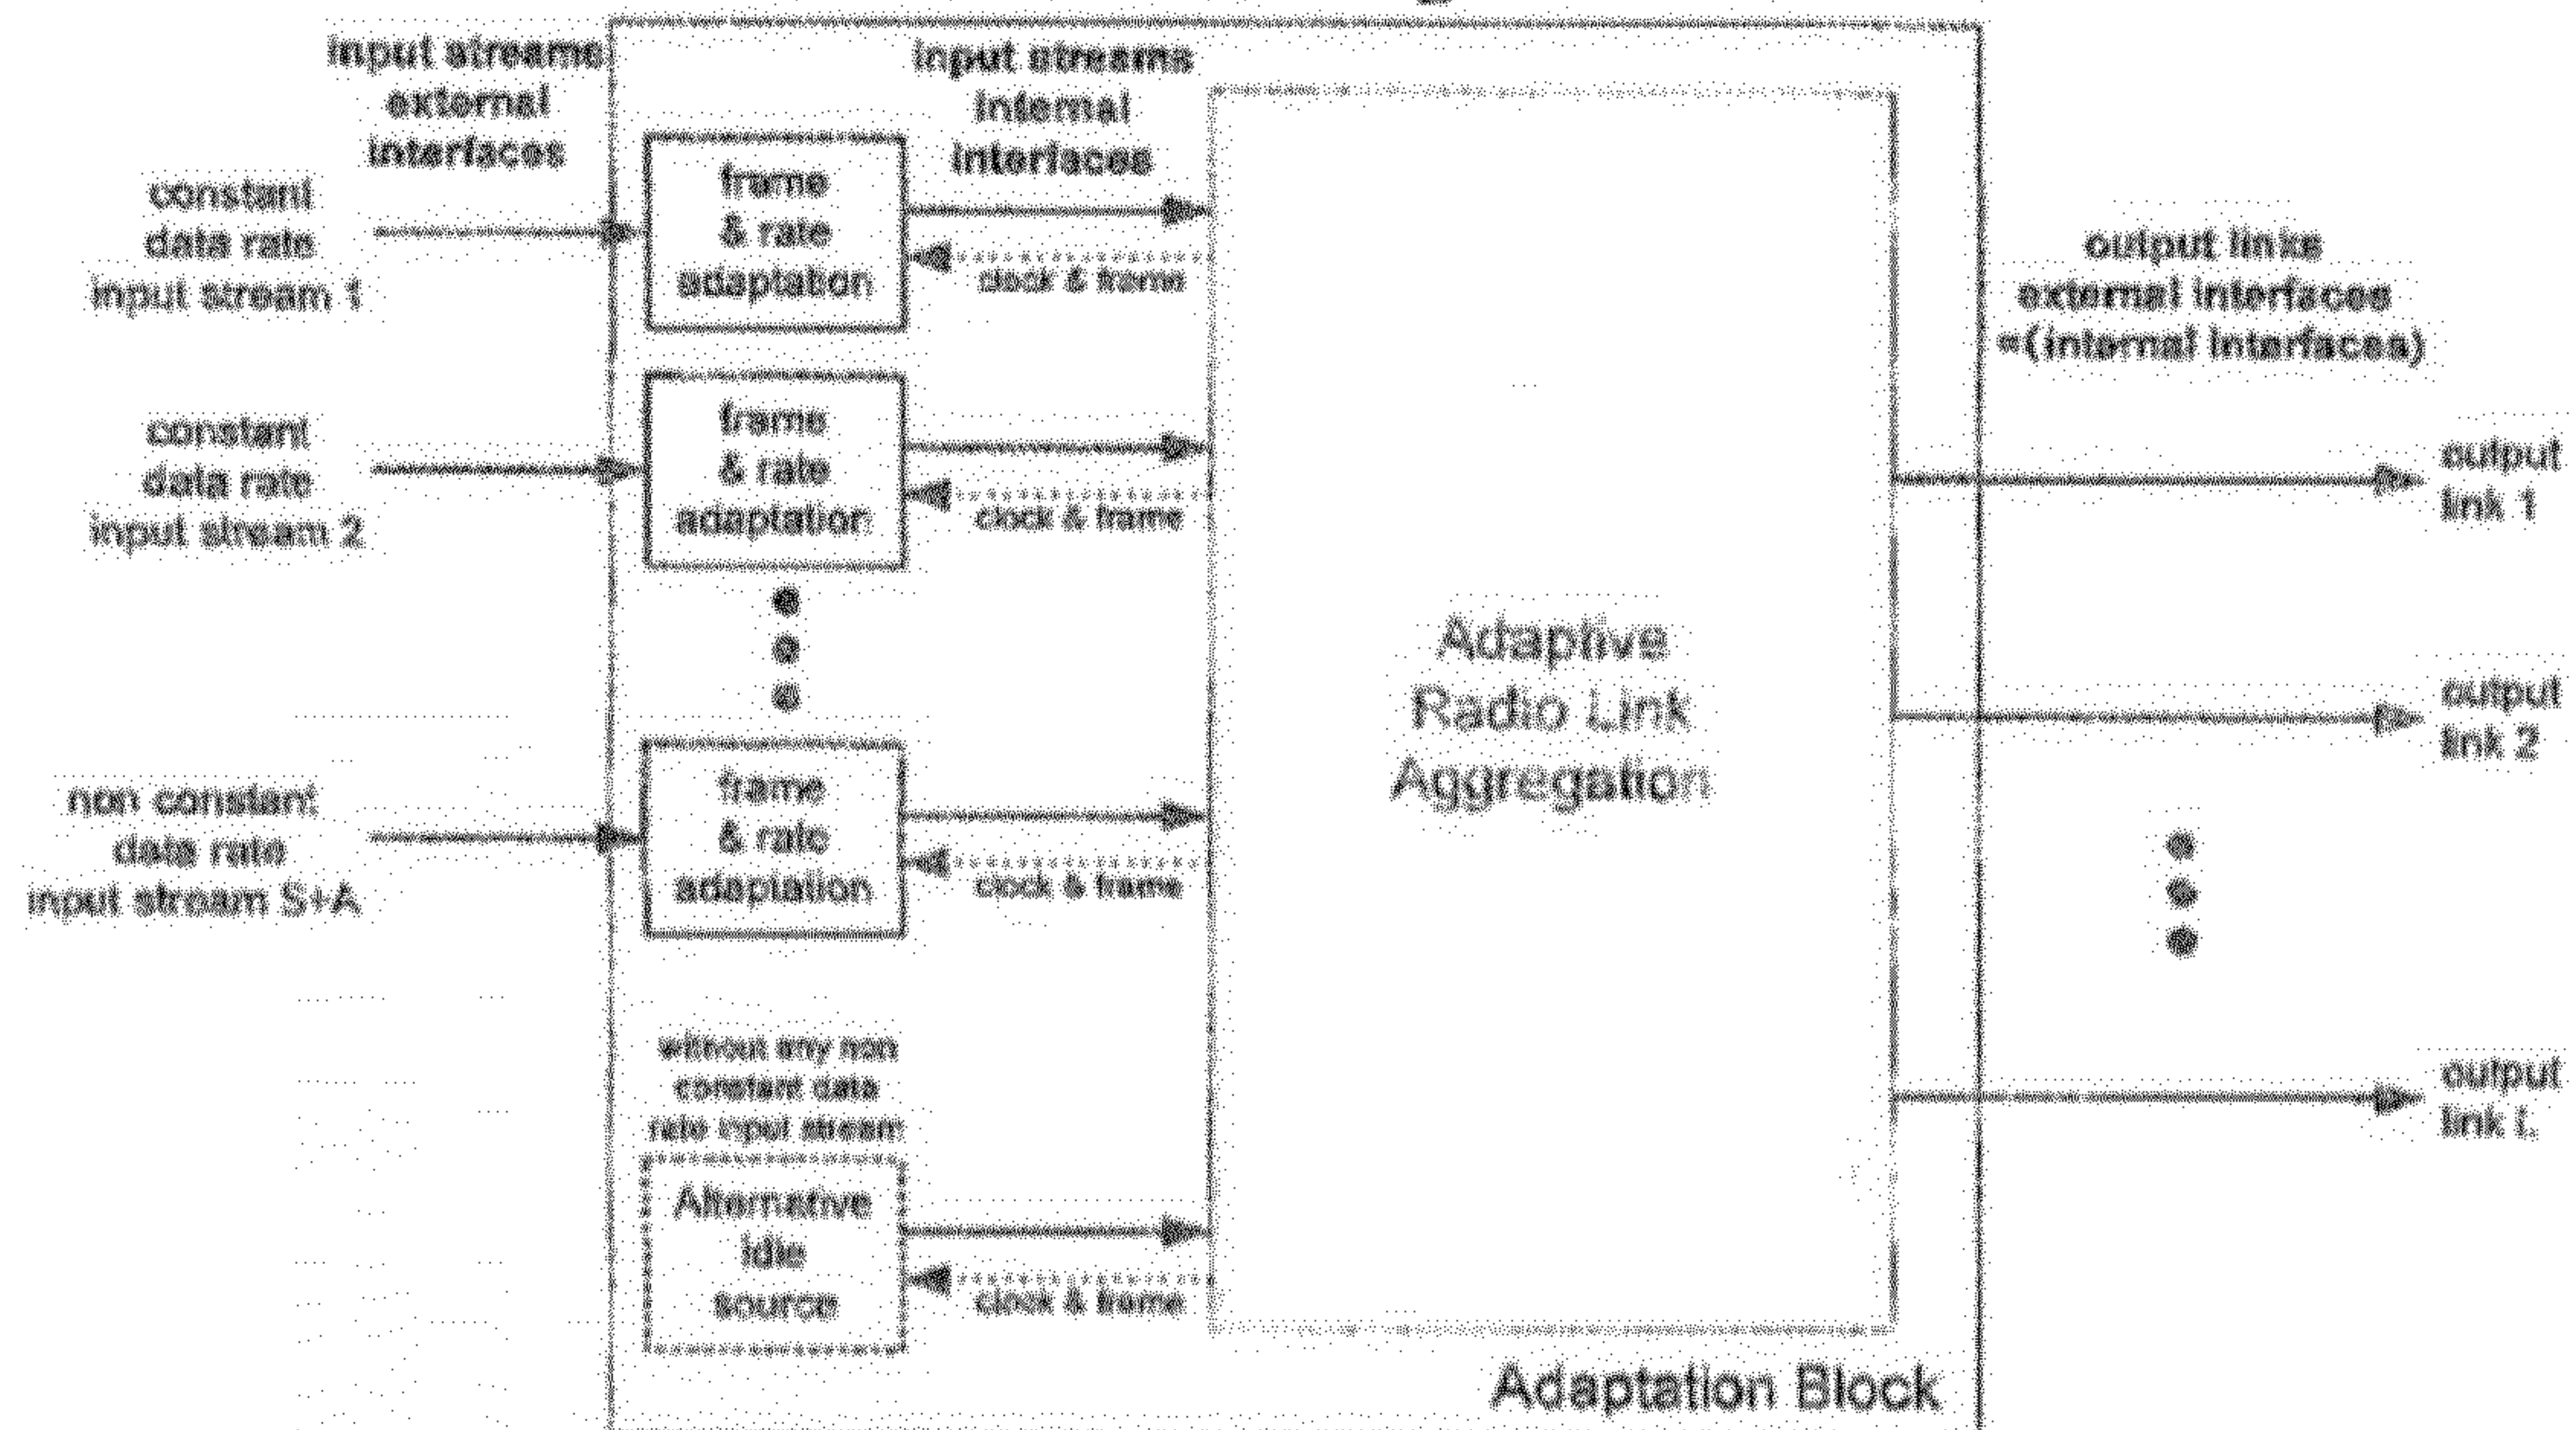 input streams
external
interfaces
input streams
internal
interfaces
constant
data rate
input stream 1
frame
& rate
adaptation
clock & frame
output links
external interfaces
=(internal interfaces)
constant
data rate
input stream 2
frame
& rate
adaptation
clock & frame
output
link 1
Adaptive
Radio Link
Aggregation
output
link 2
non constant
data rate
input stream S+A
frame
& rate
adaptation
clock & frame
without any non
constant data
rate input stream
Alternative
idle
source
clock & frame
output
link L
Adaptation Block